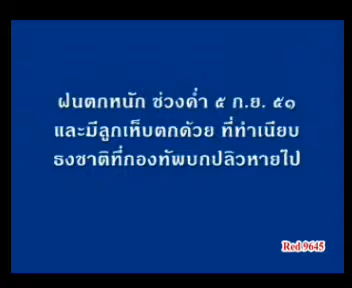 ฝนตกหนัก ช่วงค่ำ ๕ ก.ย. ๕๑
และมีลูกเห็บตกด้วย ที่ทำเนียบ
ธงชาติที่กองทัพบกปลิวหายไป
Red 9645